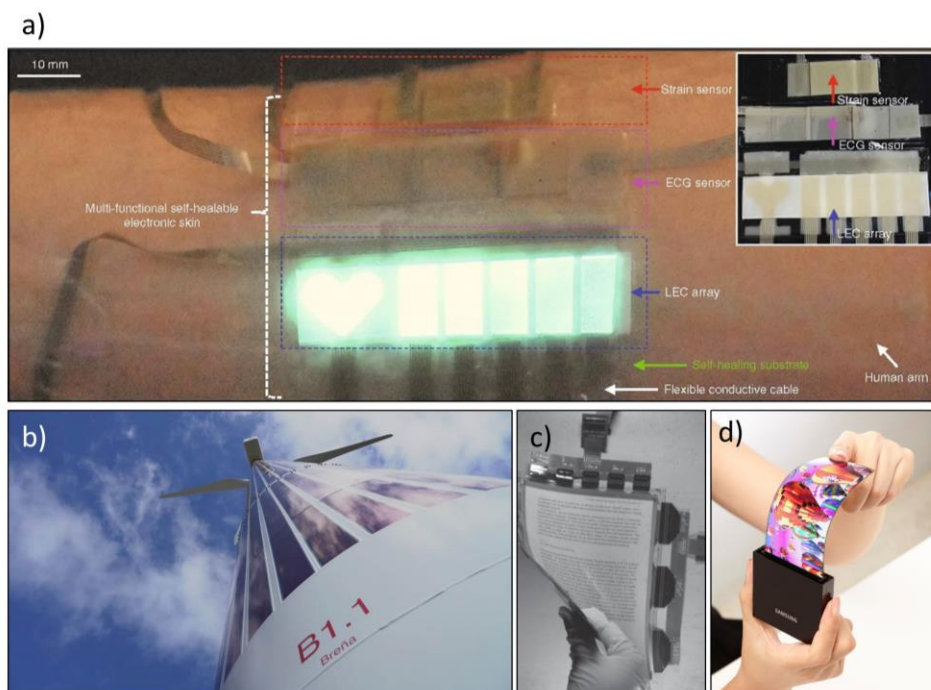 a)
10 mm
Strain sensor
ECG sensor
Multi-functional self-healable
electronic skin
LEC array
Self-healing substrate
Flexible conductive cable
Human arm
Strain sensor
ECG sensor
LEC array
b)
B1.1
Breña
c)
d)
SAMSUNG